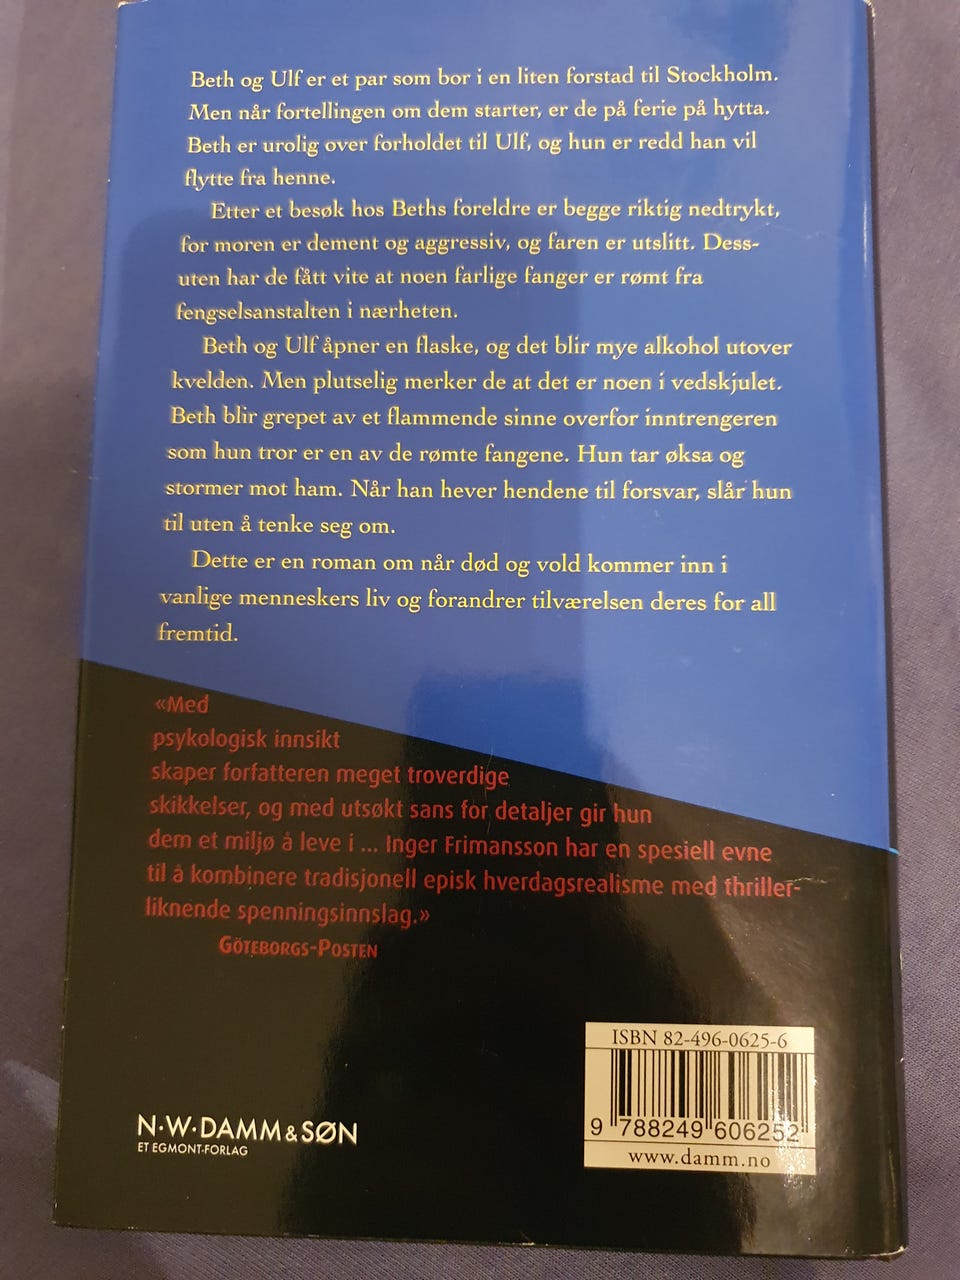 Beth og Ulf er et par som bor i en liten forstad til Stockholm.
Men når fortellingen om dem starter, er de på ferie på hytta.
Beth er urolig over forholdet til Ulf, og hun er redd han vil
flytte fra henne.
Etter et besøk hos Beths foreldre er begge riktig nedtrykt,
for moren er dement og aggressiv, og faren er utslitt. Dess-
uten har de fått vite at noen farlige fanger er rømt fra
fengselsanstalten i nærheten.
Beth og Ulf åpner en flaske, og det blir mye alkohol utover
kvelden. Men plutselig merker de at det er noen i vedskjulet.
Beth blir grepet av et flammende sinne overfor inntrengeren
som hun tror er en av de rømte fangene. Hun tar øksa og
stormer mot ham. Når han hever hendene til forsvar, slår hun
til uten å tenke seg om.
Dette er en roman om når død og vold kommer inn i
vanlige menneskers liv og forandrer tilværelsen deres for all
fremtid.
«Med
psykologisk innsikt
skaper forfatteren meget troverdige
skikkelser, og med utsøkt sans for detaljer gir hun
dem et miljø å leve i ... Inger Frimansson har en spesiell evne
til å kombinere tradisjonell episk hverdagsrealisme med thriller-
liknende spenningsinnslag.»
GÖTEBORGS-POSTEN
ISBN 82-496-0625-6
9 788249 606252
www.damm.no
N·W·DAMM & SØN
ET EGMONT-FORLAG